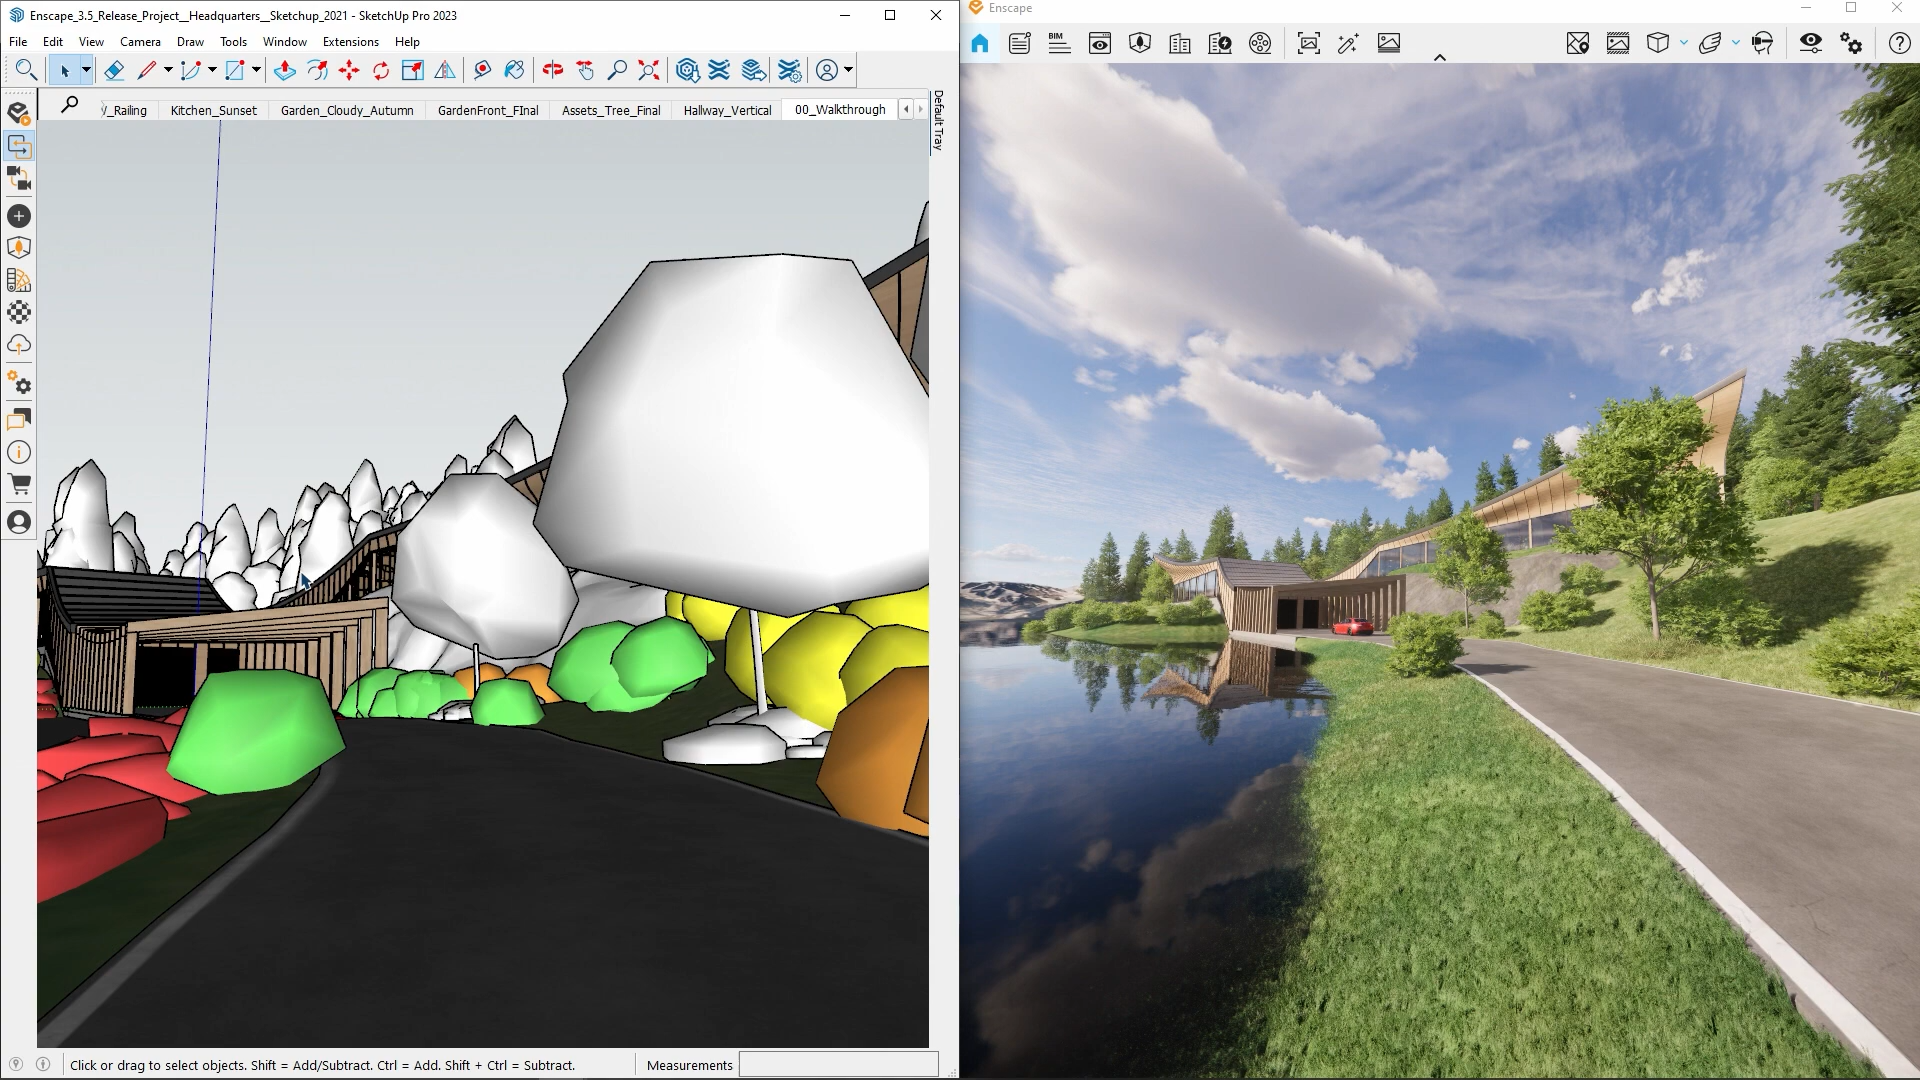 Enscape_3.5_Release_Project__Headquarters__Sketchup_2021 - SketchUp Pro 2023
File Edit View Camera Draw Tools Window Extensions Help
_Railing Kitchen_Sunset Garden_Cloudy_Autumn GardenFront_FInal Assets_Tree_Final Hallway_Vertical 00_Walkthrough
Default Tray
Click or drag to select objects. Shift = Add/Subtract. Ctrl = Add. Shift + Ctrl = Subtract.
Measurements
Enscape
BIM